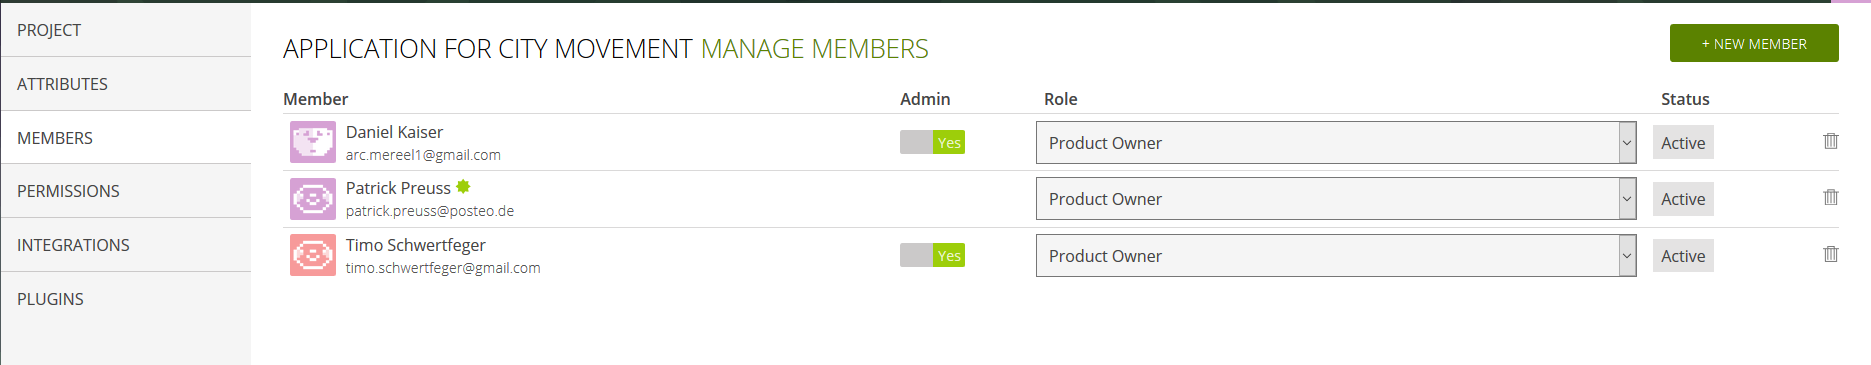 PROJECT
ATTRIBUTES
MEMBERS
PERMISSIONS
INTEGRATIONS
PLUGINS
APPLICATION FOR CITY MOVEMENT MANAGE MEMBERS
+ NEW MEMBER
Member Admin Role Status
Daniel Kaiser
arc.mereel1@gmail.com
Yes
Product Owner
Active
Patrick Preuss
patrick.preuss@posteo.de
Product Owner
Active
Timo Schwertfeger
timo.schwertfeger@gmail.com
Yes
Product Owner
Active